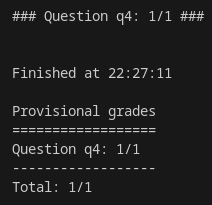 ### Question q4: 1/1 ###
Finished at 22:27:11
Provisional grades
==================
Question q4: 1/1
------------------
Total: 1/1